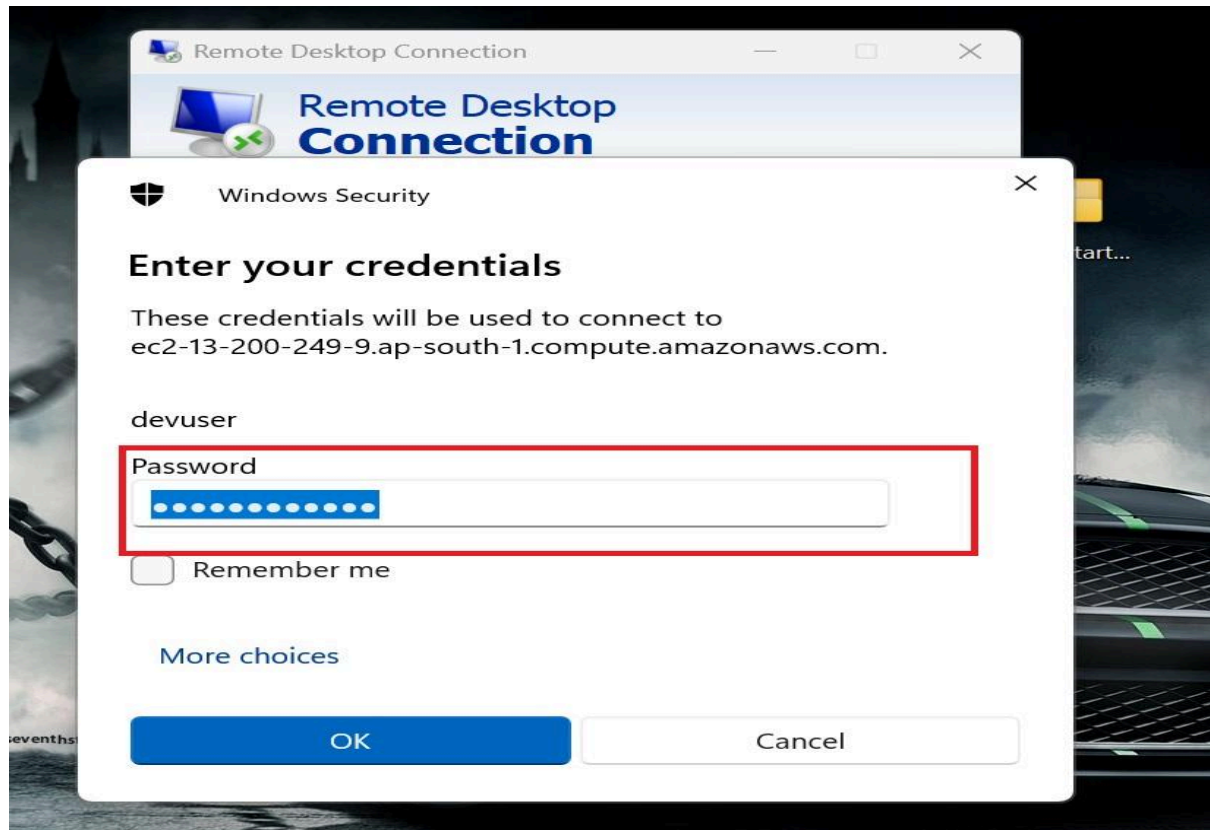 Remote Desktop Connection
Remote Desktop
Connection
Windows Security
tart...
Enter your credentials
These credentials will be used to connect to
ec2-13-200-249-9.ap-south-1.compute.amazonaws.com.
devuser
Password
Remember me
More choices
eventhst
OK
Cancel